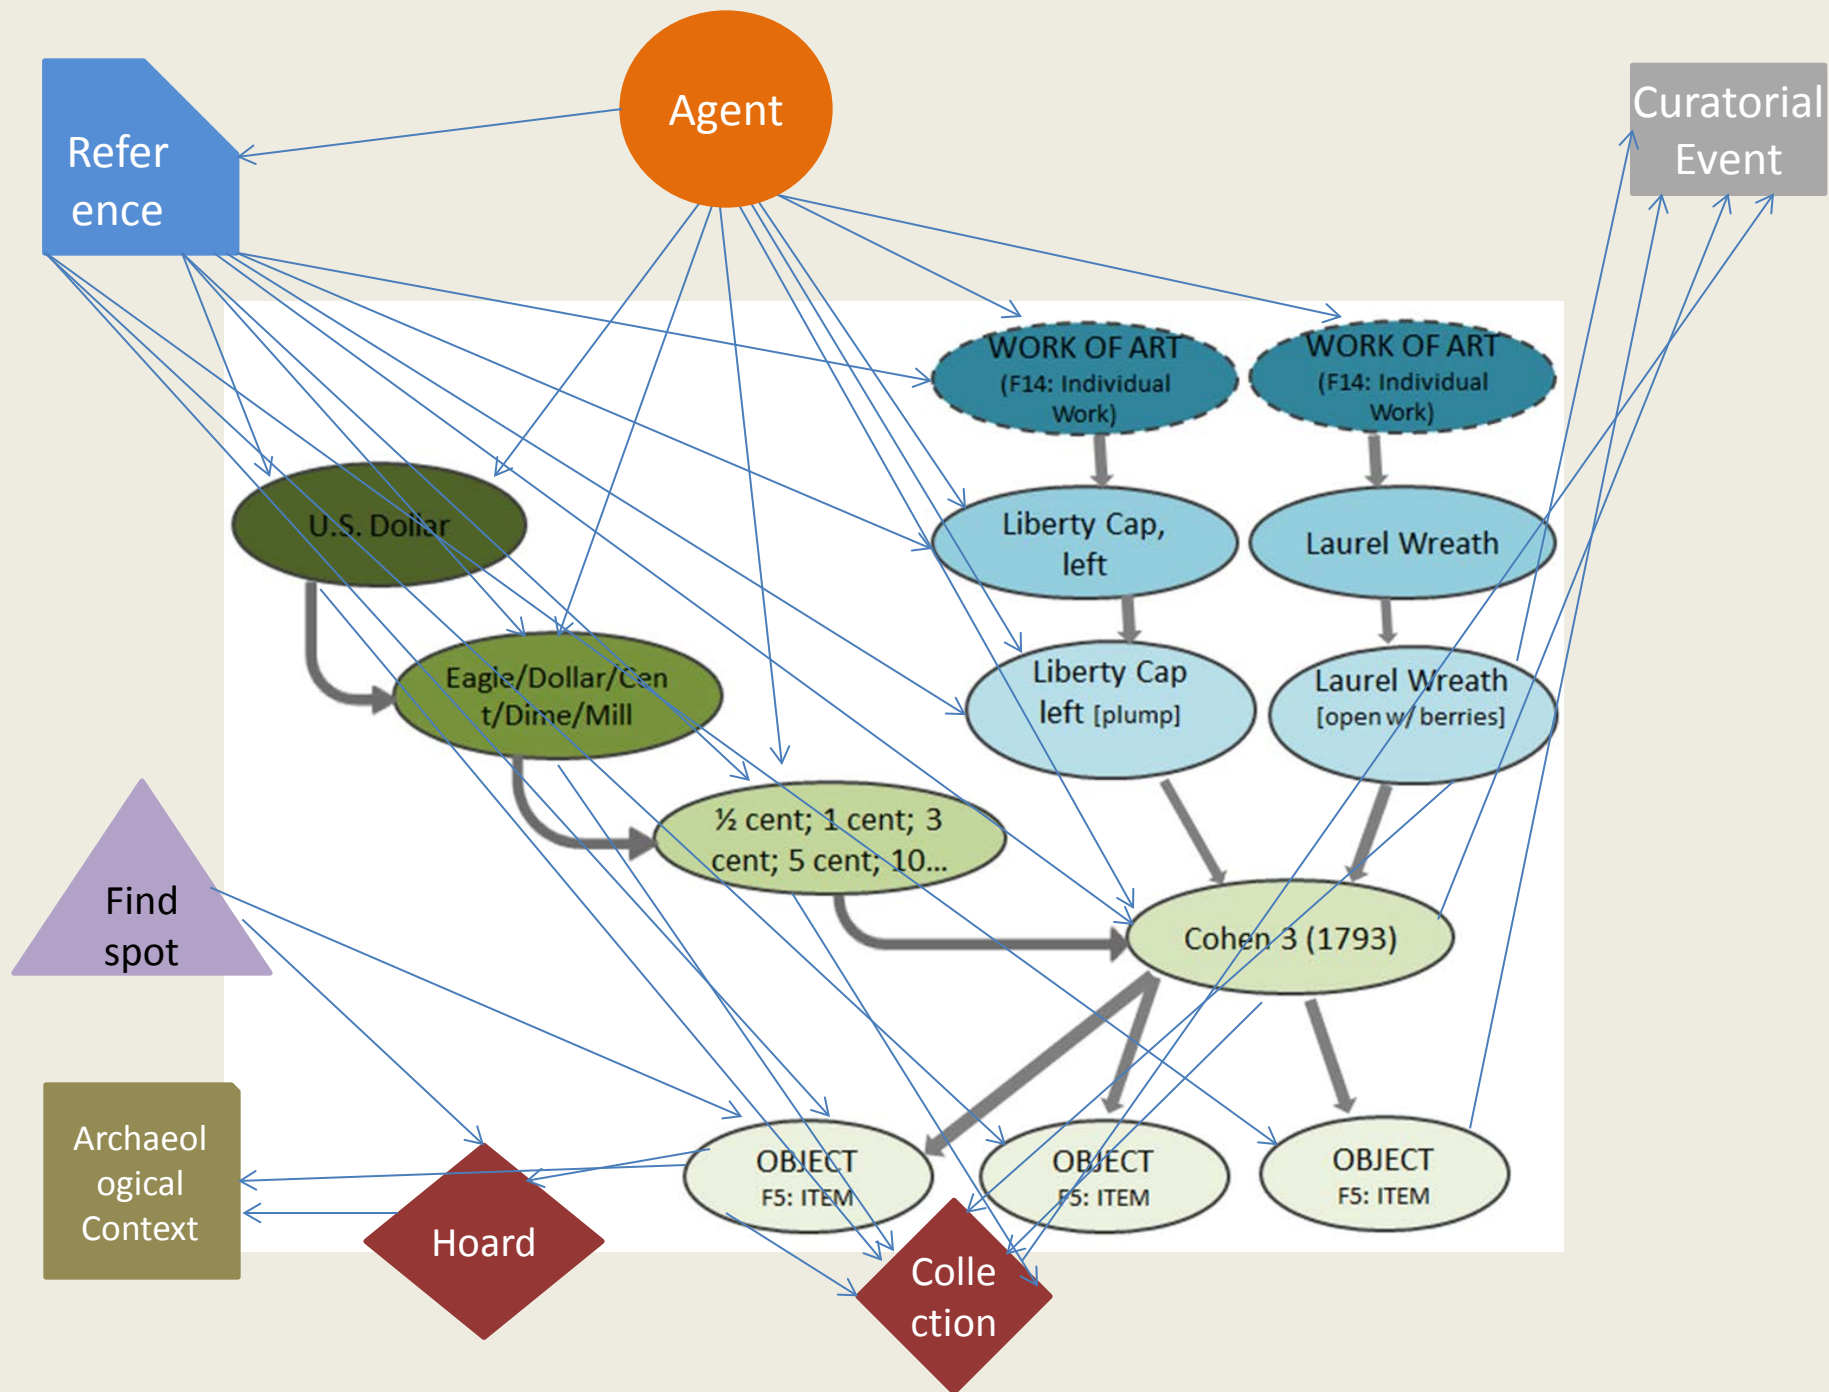 Agent
Refer
ence
Curatorial
Event
WORK OF ART
(F14: Individual
Work)
WORK OF ART
(F14: Individual
Work)
U.S. Dollar
Liberty Cap,
left
Laurel Wreath
Eagle/Dollar/Cen
t/Dime/Mill
Liberty Cap
left [plump]
Laurel Wreath
[open w/ berries]
½ cent; 1 cent; 3
cent; 5 cent; 10...
Find
spot
Cohen 3 (1793)
Archaeol
ogical
Context
OBJECT
F5: ITEM
OBJECT
F5: ITEM
OBJECT
F5: ITEM
Hoard
Colle
ction